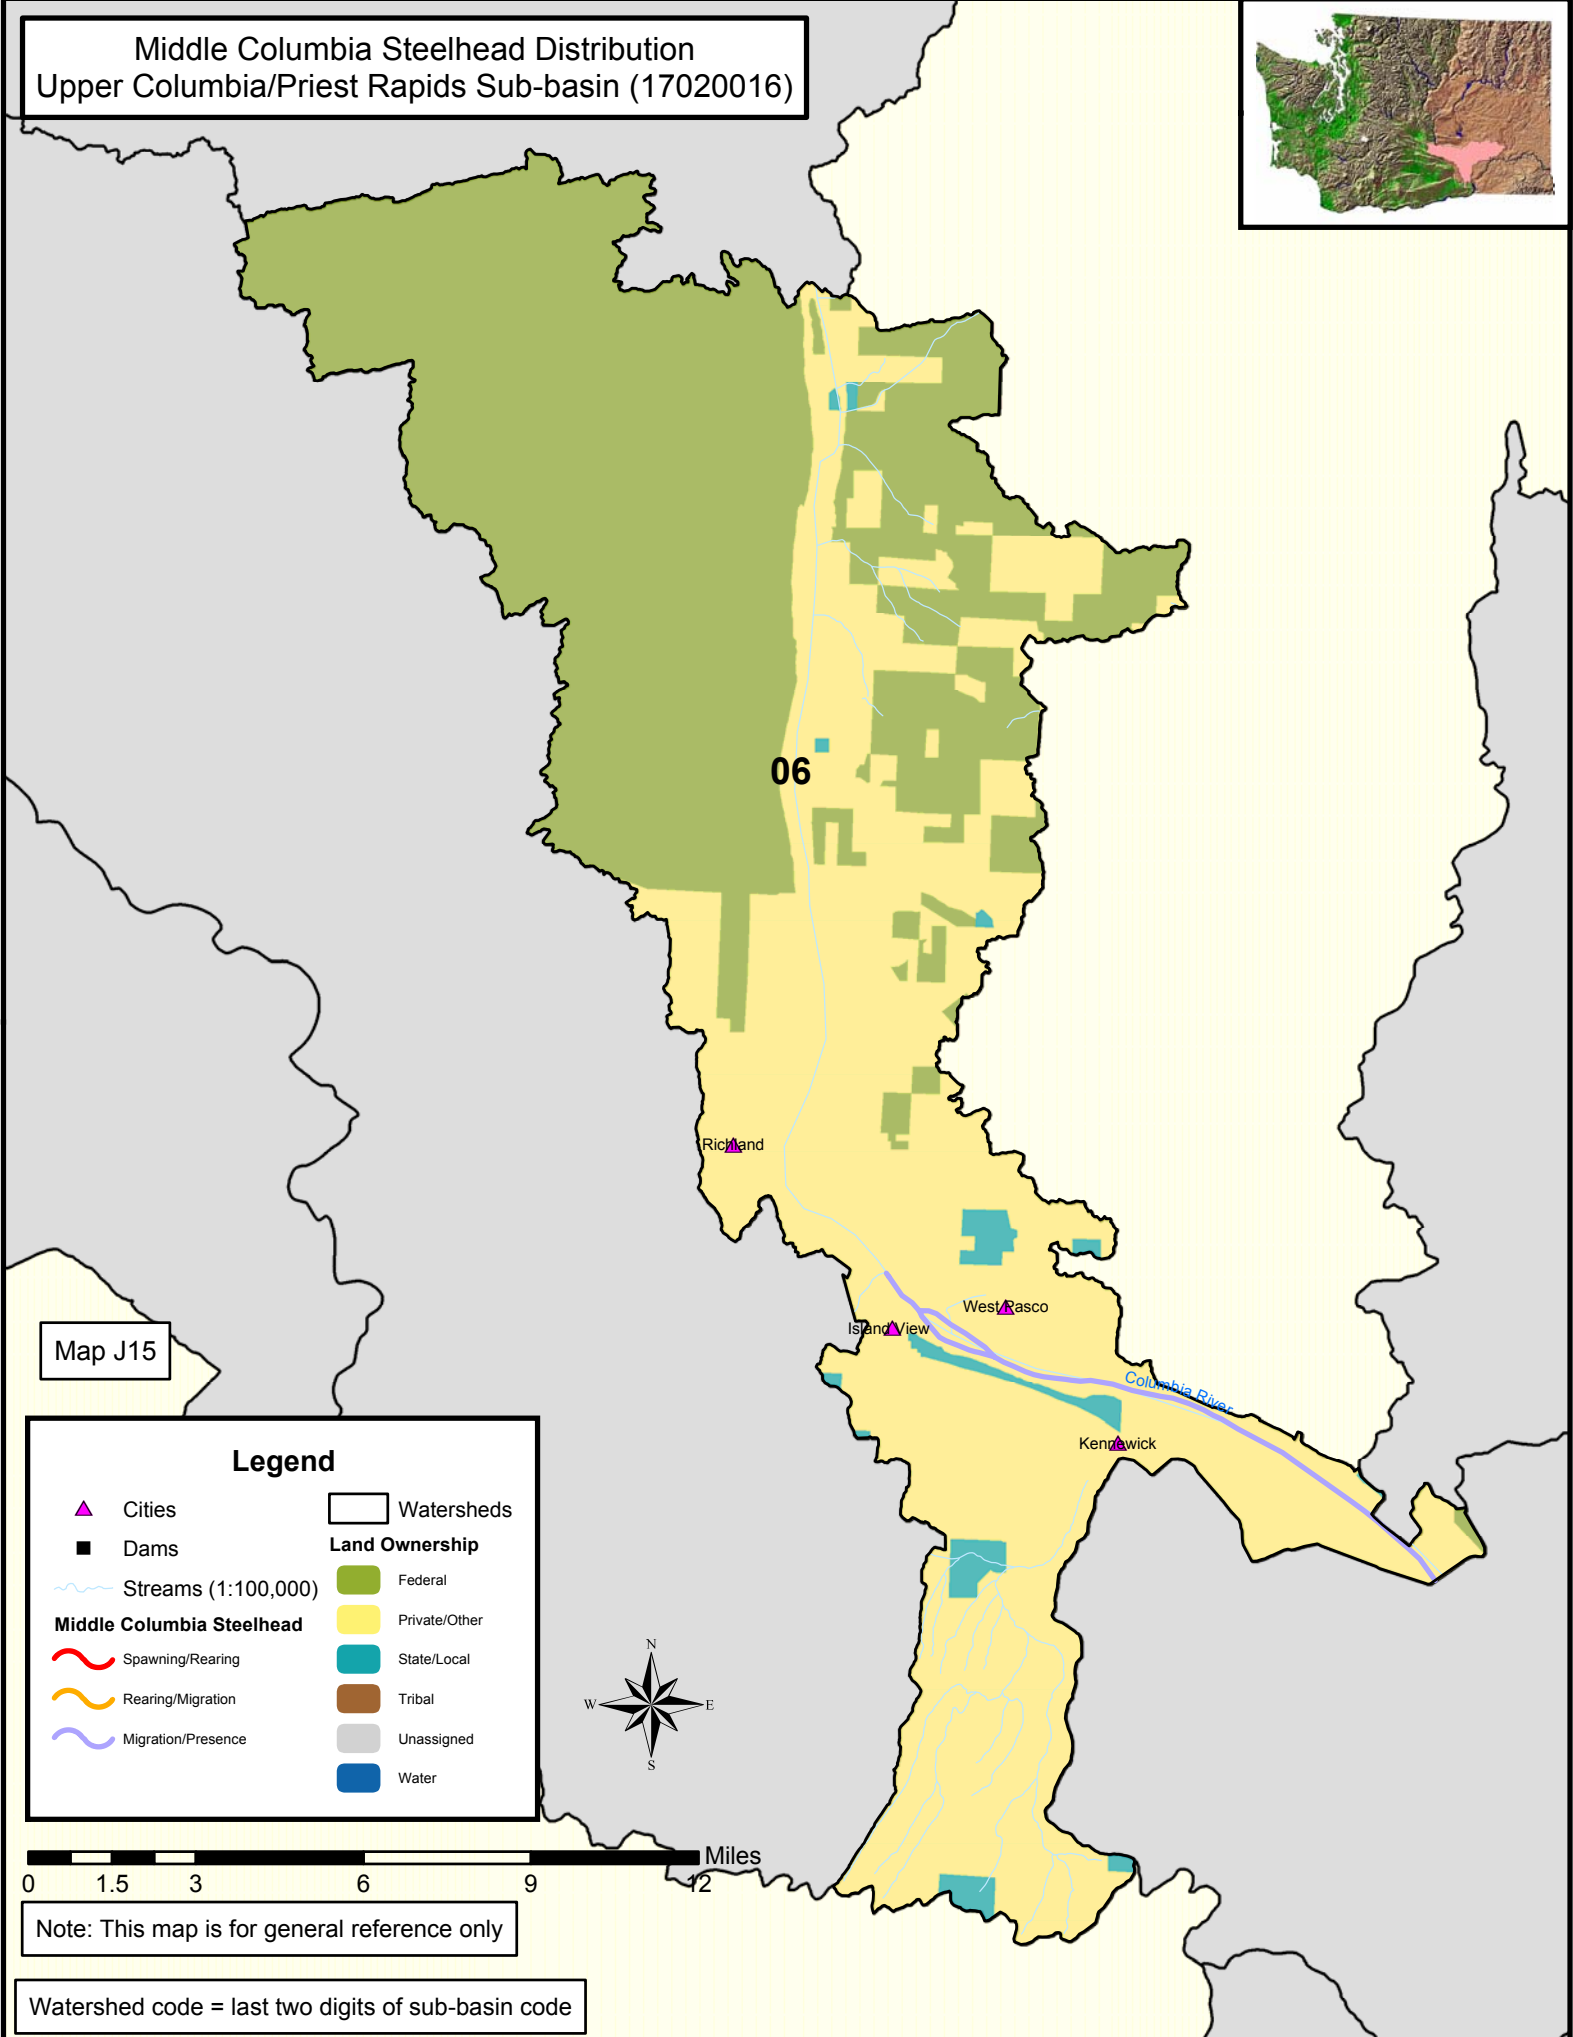 Middle Columbia Steelhead Distribution
Upper Columbia/Priest Rapids Sub-basin (17020016)
06
Richland
West Pasco
Island View
Columbia River
Kennewick
Map J15
Legend
Cities
Dams
Streams (1:100,000)
Middle Columbia Steelhead
Spawning/Rearing
Rearing/Migration
Migration/Presence
Watersheds
Land Ownership
Federal
Private/Other
State/Local
Tribal
Unassigned
Water
N
W E
S
Miles
0 1.5 3 6 9 12
Note: This map is for general reference only
Watershed code = last two digits of sub-basin code